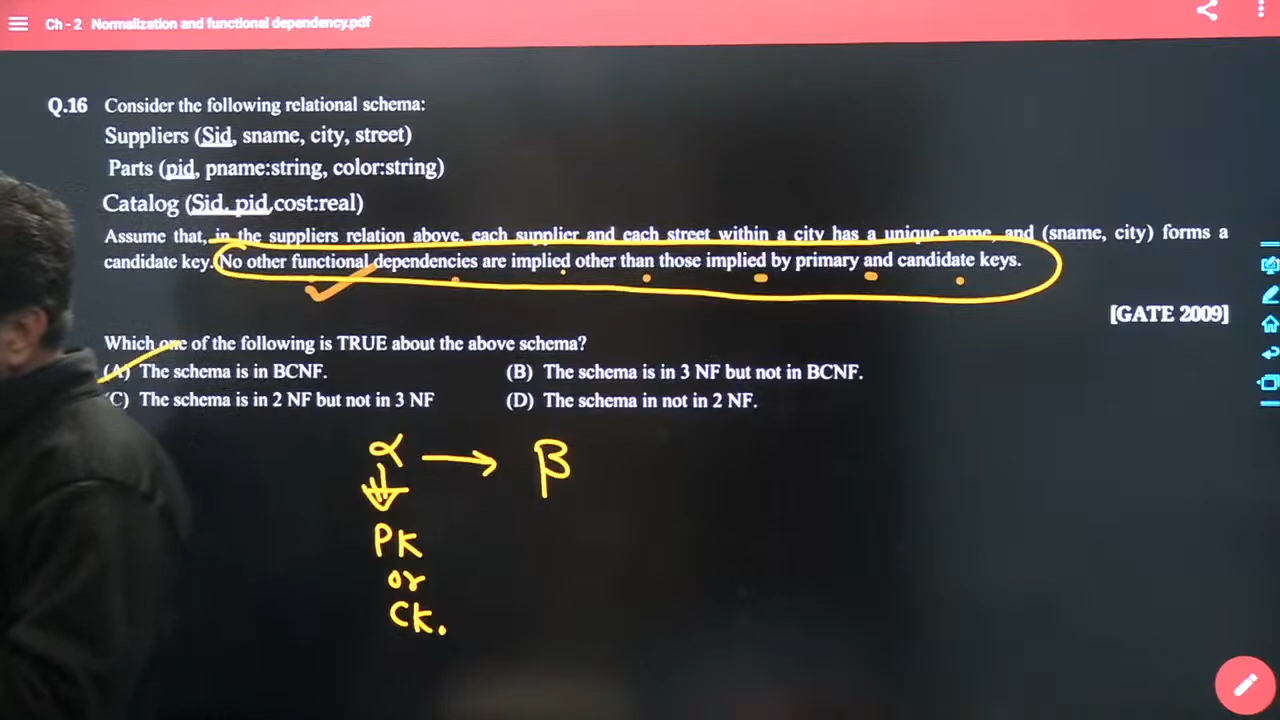 Ch - 2 Normalization and functional dependency.pdf
Q.16 Consider the following relational schema:
Suppliers (Sid, sname, city, street)
Parts (pid, pname:string, color:string)
Catalog (Sid, pid,cost:real)
Assume that, in the suppliers relation above, each supplier and each street within a city has a unique name, and (sname, city) forms a
candidate key. No other functional dependencies are implied other than those implied by primary and candidate keys.
[GATE 2009]
Which one of the following is TRUE about the above schema?
(A) The schema is in BCNF. (B) The schema is in 3 NF but not in BCNF.
(C) The schema is in 2 NF but not in 3 NF (D) The schema in not in 2 NF.
α → β
PK
or
CK.